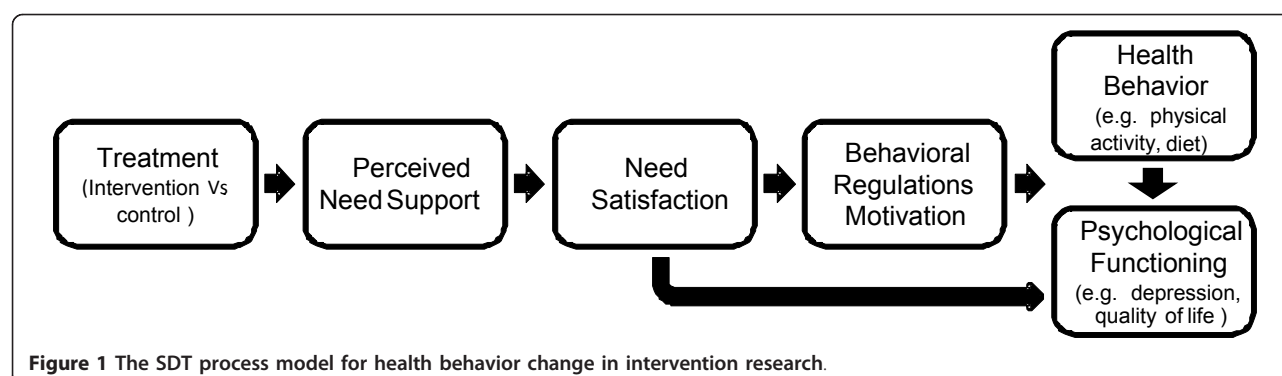 Treatment
(Intervention Vs
control )
Perceived
Need Support
Need
Satisfaction
Behavioral
Regulations
Motivation
Health
Behavior
(e.g. physical
activity, diet)
Psychological
Functioning
(e.g. depression,
quality of life )
Figure 1 The SDT process model for health behavior change in intervention research.